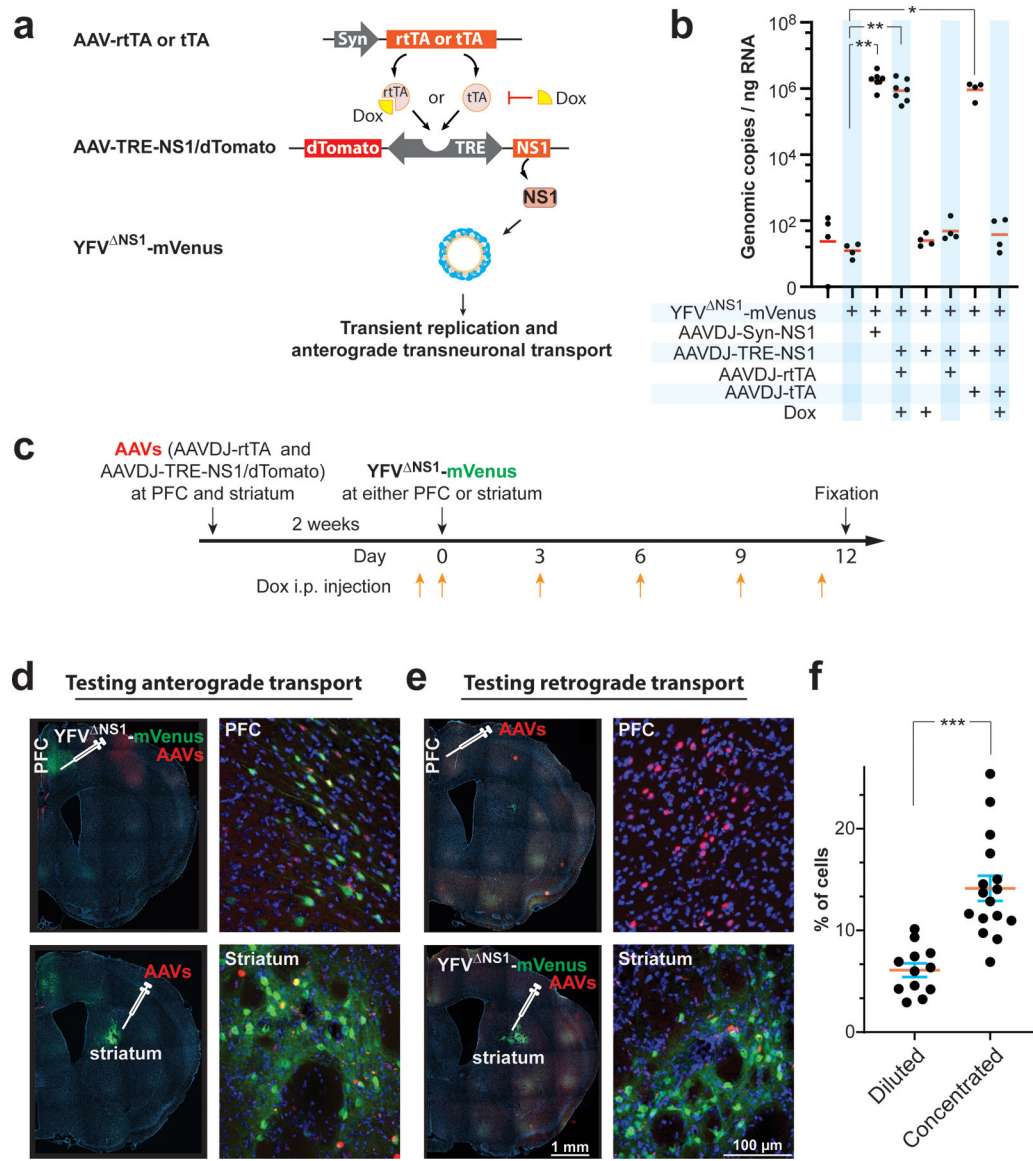 a
AAV-rtTA or tTA
Syn
rtTA or tTA
rtTA
Dox
or
tTA
Dox
AAV-TRE-NS1/dTomato
dTomato
TRE
NS1
NS1
YFVΔNS1-mVenus
Transient replication and
anterograde transneuronal transport
b
*
**
**
Genomic copies / ng RNA
10⁸
10⁶
10⁴
10²
0
YFVΔNS1-mVenus + + + + + + +
AAVDJ-Syn-NS1 +
AAVDJ-TRE-NS1 + + + + +
AAVDJ-rtTA + +
AAVDJ-tTA + +
Dox + + +
c
AAVs (AAVDJ-rtTA and
AAVDJ-TRE-NS1/dTomato)
at PFC and striatum
YFVΔNS1-mVenus
at either PFC or striatum
Fixation
2 weeks
Day 0 3 6 9 12
Dox i.p. injection
d Testing anterograde transport
PFC
YFVΔNS1-mVenus
AAVs
PFC
AAVs
striatum
Striatum
e Testing retrograde transport
PFC
AAVs
PFC
YFVΔNS1-mVenus
AAVs
striatum
1 mm
Striatum
100 µm
f
***
% of cells
20
10
0
Diluted
Concentrated